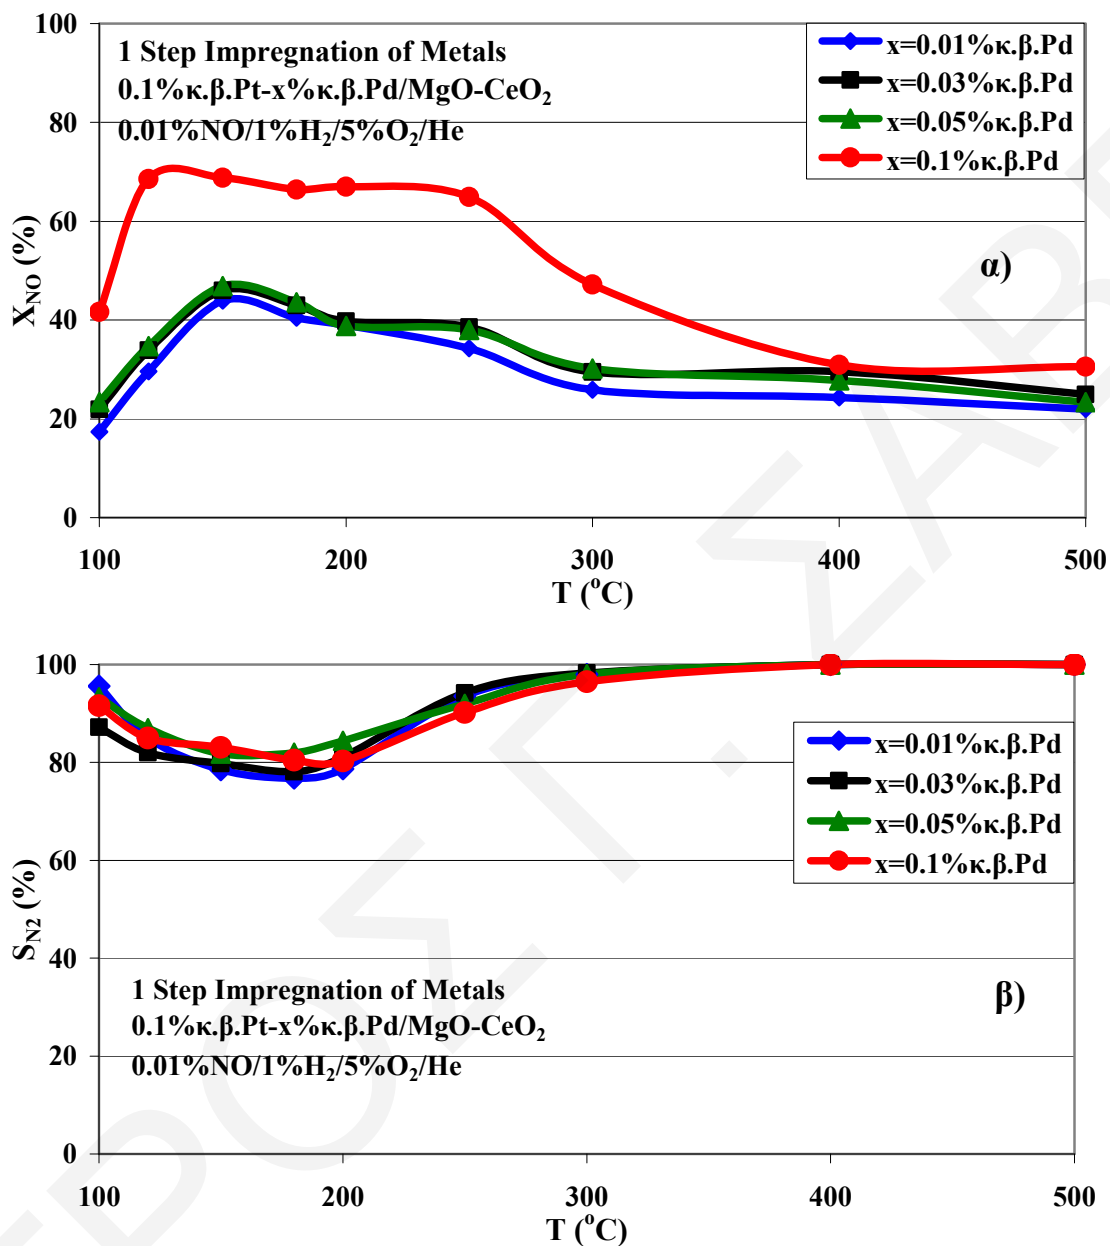 100
80
60
40
20
0
X_NO (%)
1 Step Impregnation of Metals
0.1%κ.β.Pt-x%κ.β.Pd/MgO-CeO₂
0.01%NO/1%H₂/5%O₂/He
x=0.01%κ.β.Pd
x=0.03%κ.β.Pd
x=0.05%κ.β.Pd
x=0.1%κ.β.Pd
α)
100 200 300 400 500
T (°C)
100
80
60
40
20
0
S_N2 (%)
x=0.01%κ.β.Pd
x=0.03%κ.β.Pd
x=0.05%κ.β.Pd
x=0.1%κ.β.Pd
1 Step Impregnation of Metals
0.1%κ.β.Pt-x%κ.β.Pd/MgO-CeO₂
0.01%NO/1%H₂/5%O₂/He
β)
100 200 300 400 500
T (°C)